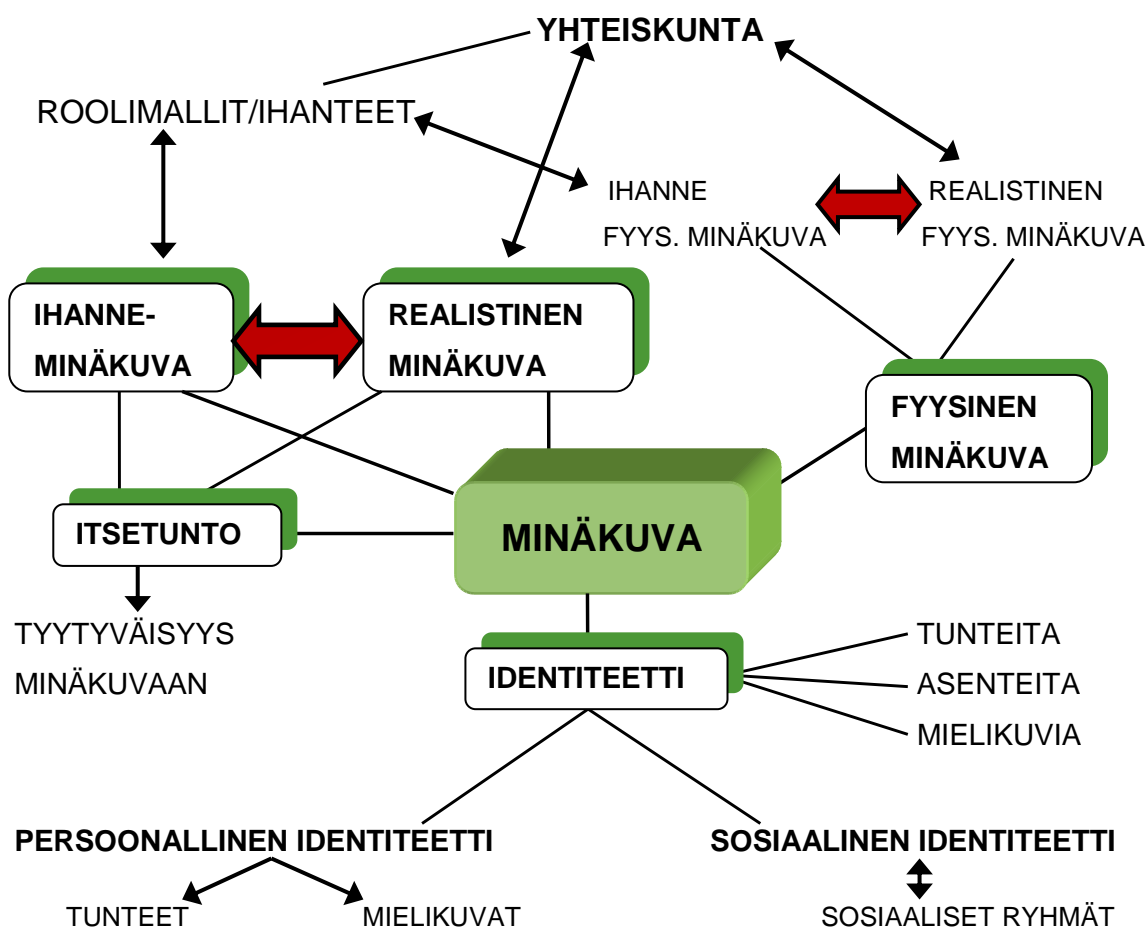 YHTEISKUNTA
ROOLIMALLIT/IHANTEET
IHANNE
FYYS. MINÄKUVA
REALISTINEN
FYYS. MINÄKUVA
IHANNE-
MINÄKUVA
REALISTINEN
MINÄKUVA
FYYSINEN
MINÄKUVA
ITSETUNTO
MINÄKUVA
TYYTYVÄISYYS
MINÄKUVAAN
IDENTITEETTI
TUNTEITA
ASENTEITA
MIELIKUVIA
PERSOONALLINEN IDENTITEETTI
SOSIAALINEN IDENTITEETTI
TUNTEET
MIELIKUVAT
SOSIAALISET RYHMÄT